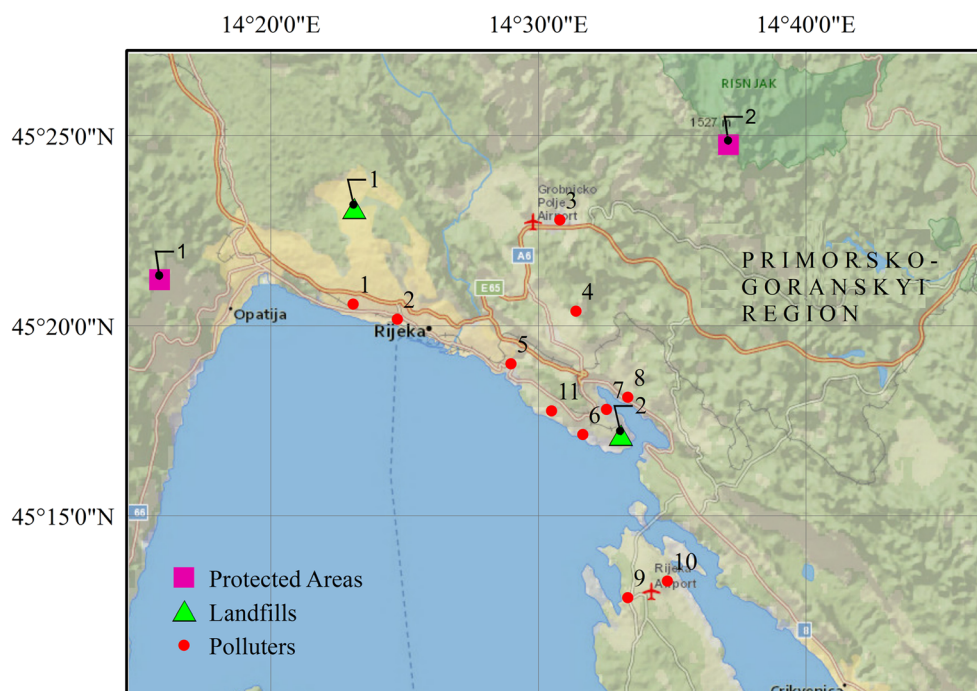 14°20'0"E 14°30'0"E 14°40'0"E
RISNJAK
1527 m 2
45°25'0"N
1
Grobnicko
Polje
Airport
3
1
A6
PRIMORSKO-
GORANSKYI
REGION
E65
4
1 2
Opatija
45°20'0"N
Rijeka
5
8
7
11
6 2
45°15'0"N
66
10
Rijeka
Airport
9
Protected Areas
Landfills
Polluters
II
Crikvenica